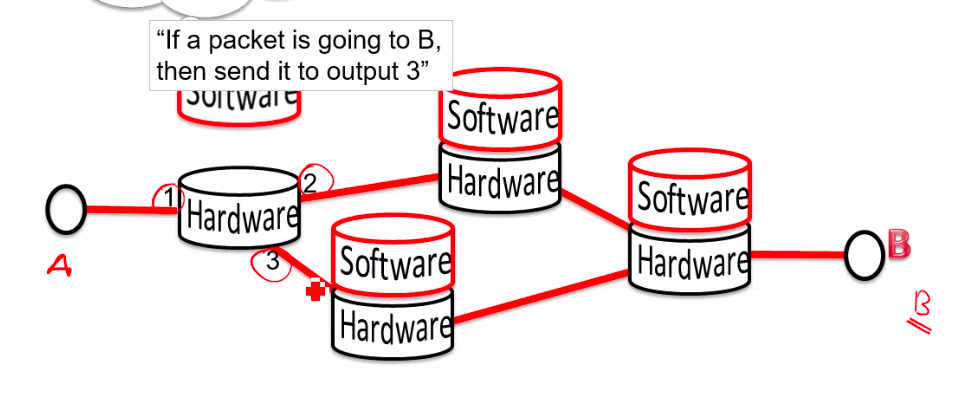 “If a packet is going to B,
then send it to output 3”
Software
Software
Hardware
Software
1
2
Hardware
Hardware
B
3
Software
Hardware
A
B
Hardware